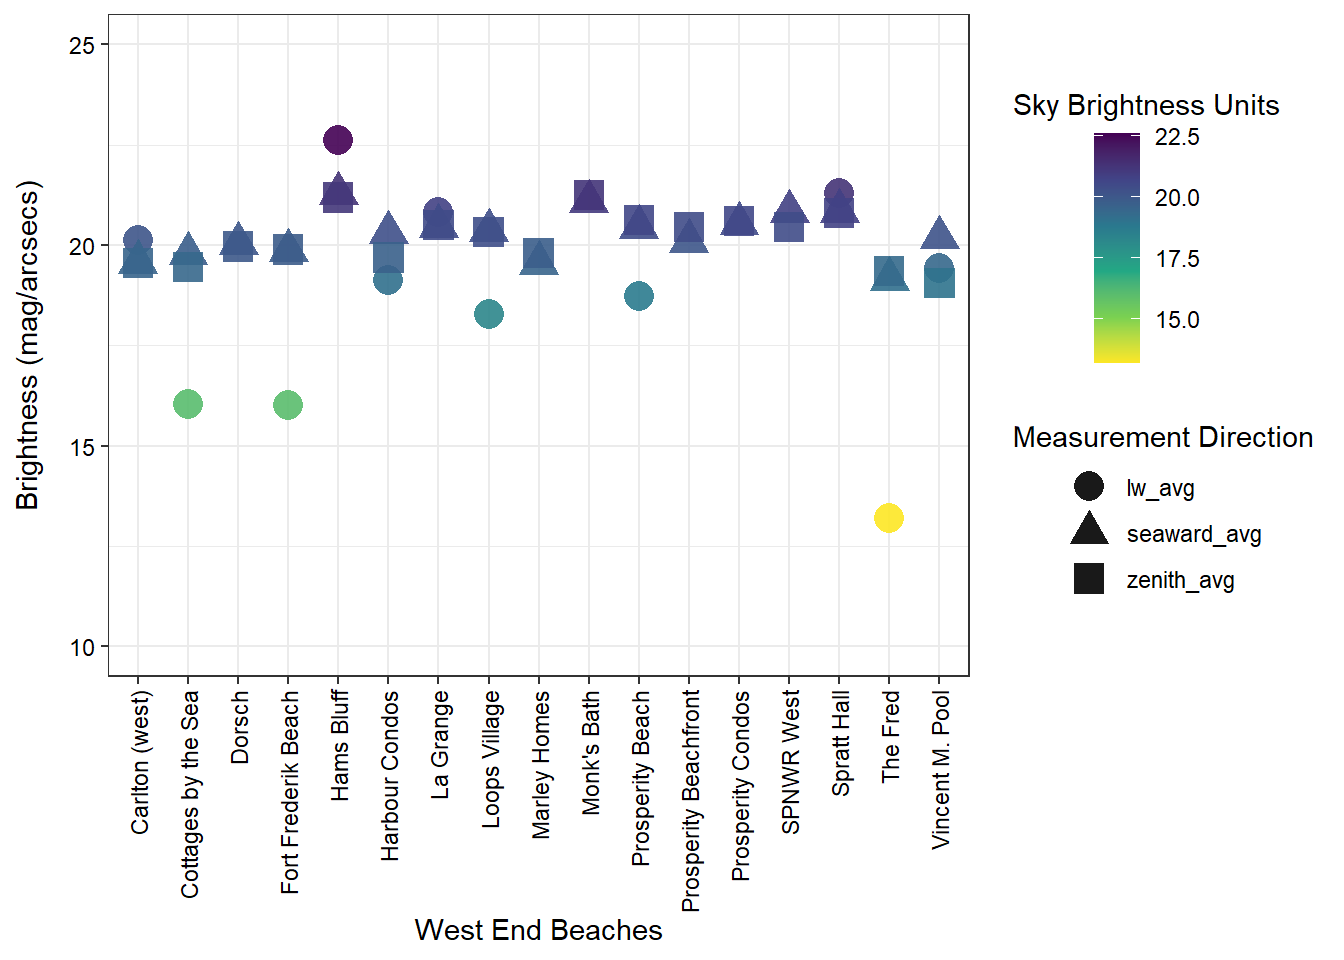 25
20
15
10
Brightness (mag/arcsecs)
Carlton (west)
Cottages by the Sea
Dorsch
Fort Frederik Beach
Hams Bluff
Harbour Condos
La Grange
Loops Village
Marley Homes
Monk's Bath
Prosperity Beach
Prosperity Beachfront
Prosperity Condos
SPNWR West
Spratt Hall
The Fred
Vincent M. Pool
West End Beaches
Sky Brightness Units
22.5
20.0
17.5
15.0
Measurement Direction
lw_avg
seaward_avg
zenith_avg